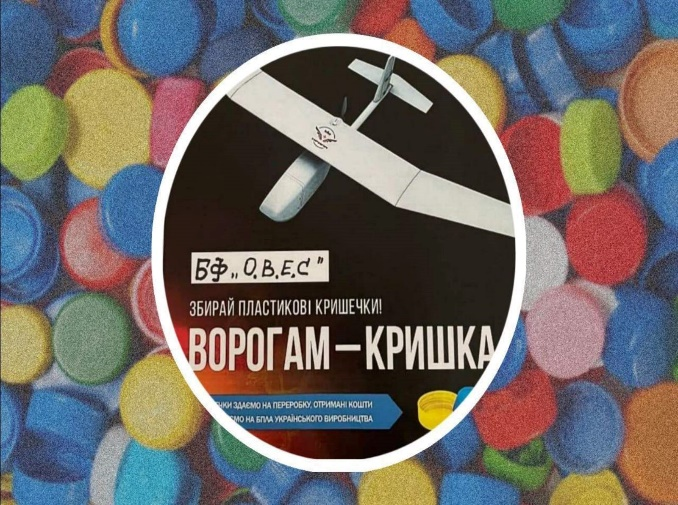 БФ „О.В.Е.С"
ЗБИРАЙ ПЛАСТИКОВІ КРИШЕЧКИ!
ВОРОГАМ – КРИШКА
ЗДАЄМО НА ПЕРЕРОБКУ, ОТРИМАНІ КОШТИ
НА БПЛА УКРАЇНСЬКОГО ВИРОБНИЦТВА